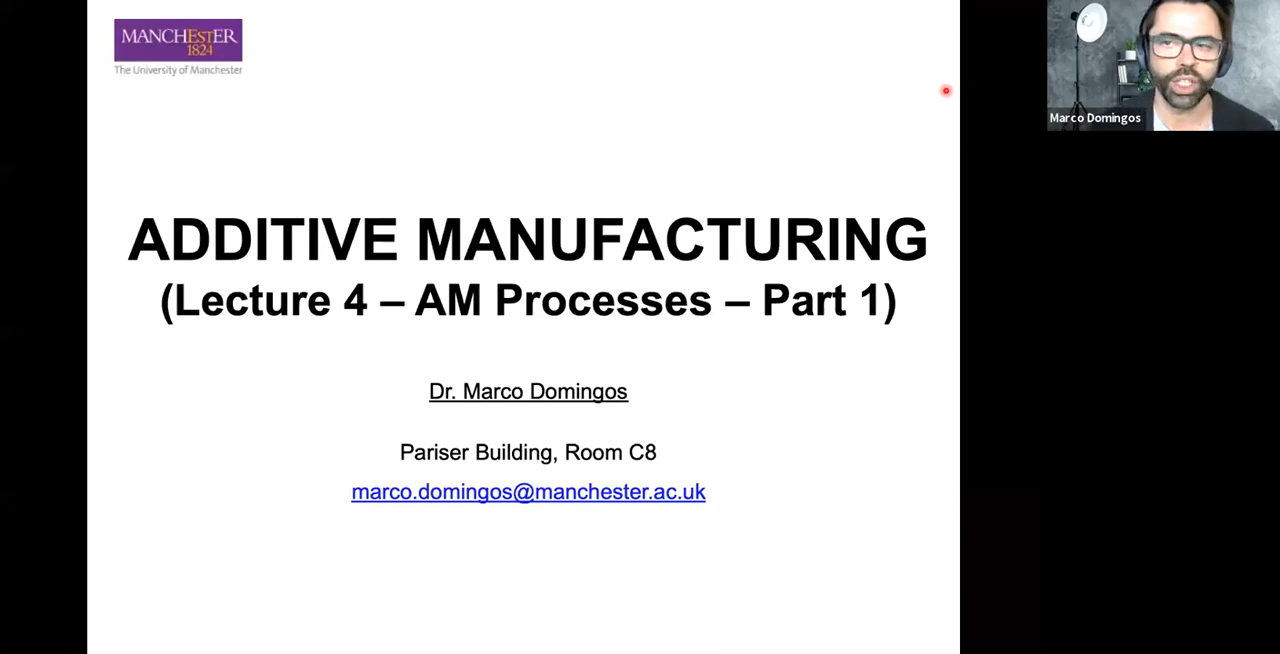 MANCHESTER
1824
The University of Manchester
Marco Domingos
ADDITIVE MANUFACTURING
(Lecture 4 – AM Processes – Part 1)
Dr. Marco Domingos
Pariser Building, Room C8
marco.domingos@manchester.ac.uk